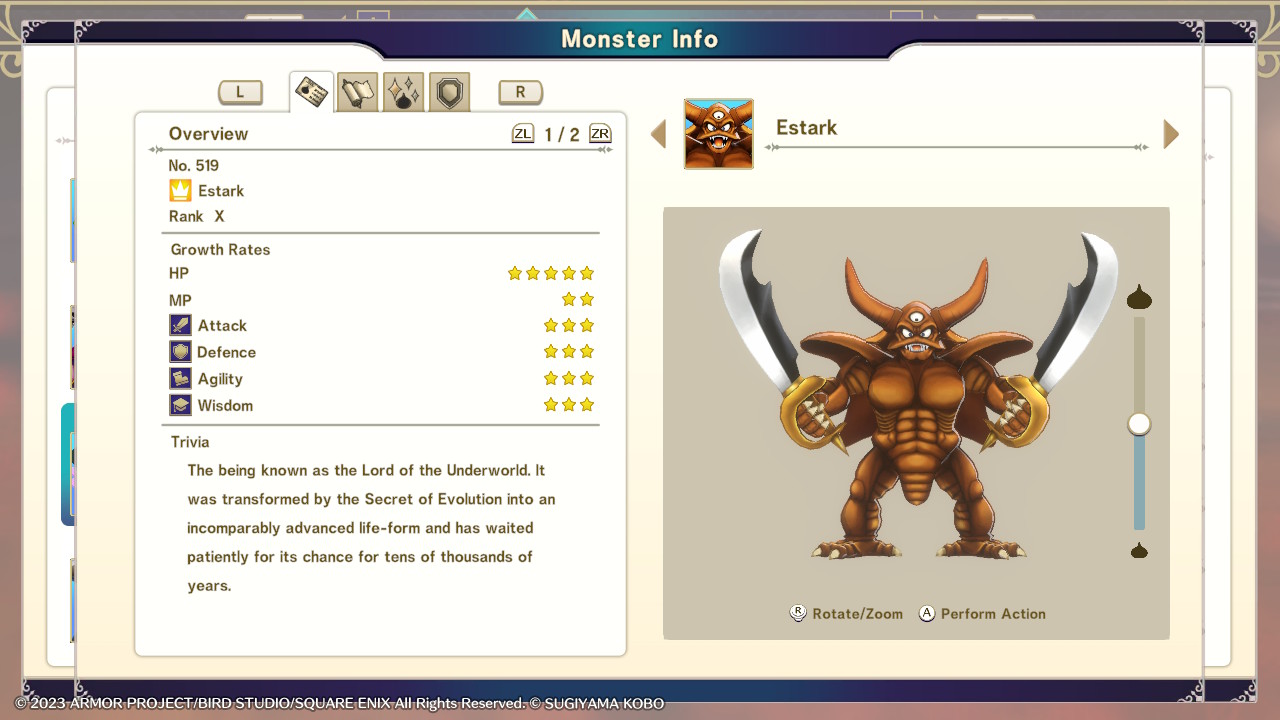 Monster Info
L
R
Overview
ZL 1 / 2 ZR
No. 519
Estark
Rank X
Growth Rates
HP
MP
Attack
Defence
Agility
Wisdom
Trivia
The being known as the Lord of the Underworld. It
was transformed by the Secret of Evolution into an
incomparably advanced life-form and has waited
patiently for its chance for tens of thousands of
years.
Estark
R Rotate/Zoom A Perform Action
© 2023 ARMOR PROJECT/BIRD STUDIO/SQUARE ENIX All Rights Reserved. © SUGIYAMA KOBO